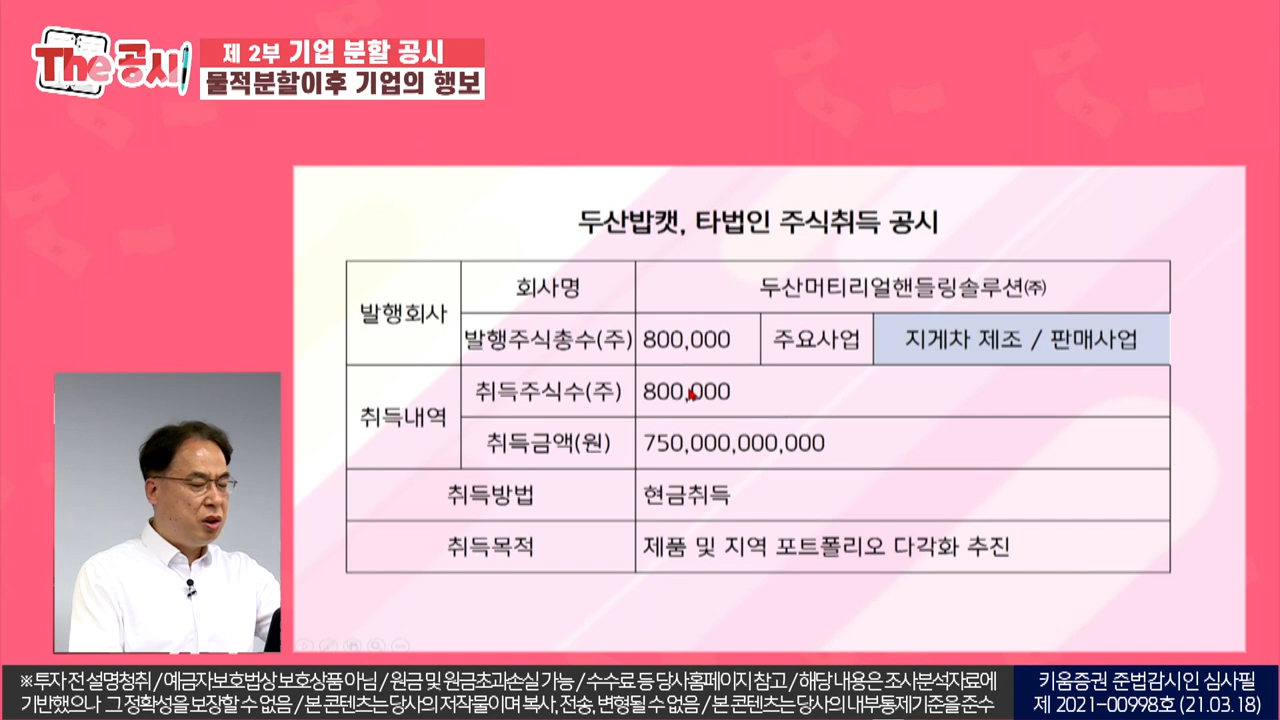 The 공시
제 2부 기업 분할 공시
물적분할이후 기업의 행보
두산밥캣, 타법인 주식취득 공시
발행회사
회사명
두산머티리얼핸들링솔루션㈜
발행주식총수(주)
800,000
주요사업
지게차 제조 / 판매사업
취득내역
취득주식수(주)
800,000
취득금액(원)
750,000,000,000
취득방법
현금취득
취득목적
제품 및 지역 포트폴리오 다각화 추진
※ 투자 전 설명청취 / 예금자보호법상 보호상품 아님 / 원금 및 원금초과손실 가능 / 수수료 등 당사홈페이지 참고 / 해당 내용은 조사분석자료에
기반했으나 그 정확성을 보장할 수 없음 / 본 콘텐츠는 당사의 저작물이며 복사, 전송, 변형될 수 없음 / 본 콘텐츠는 당사의 내부통제기준을 준수
키움증권 준법감시인 심사필
제 2021-00998호 (21.03.18)